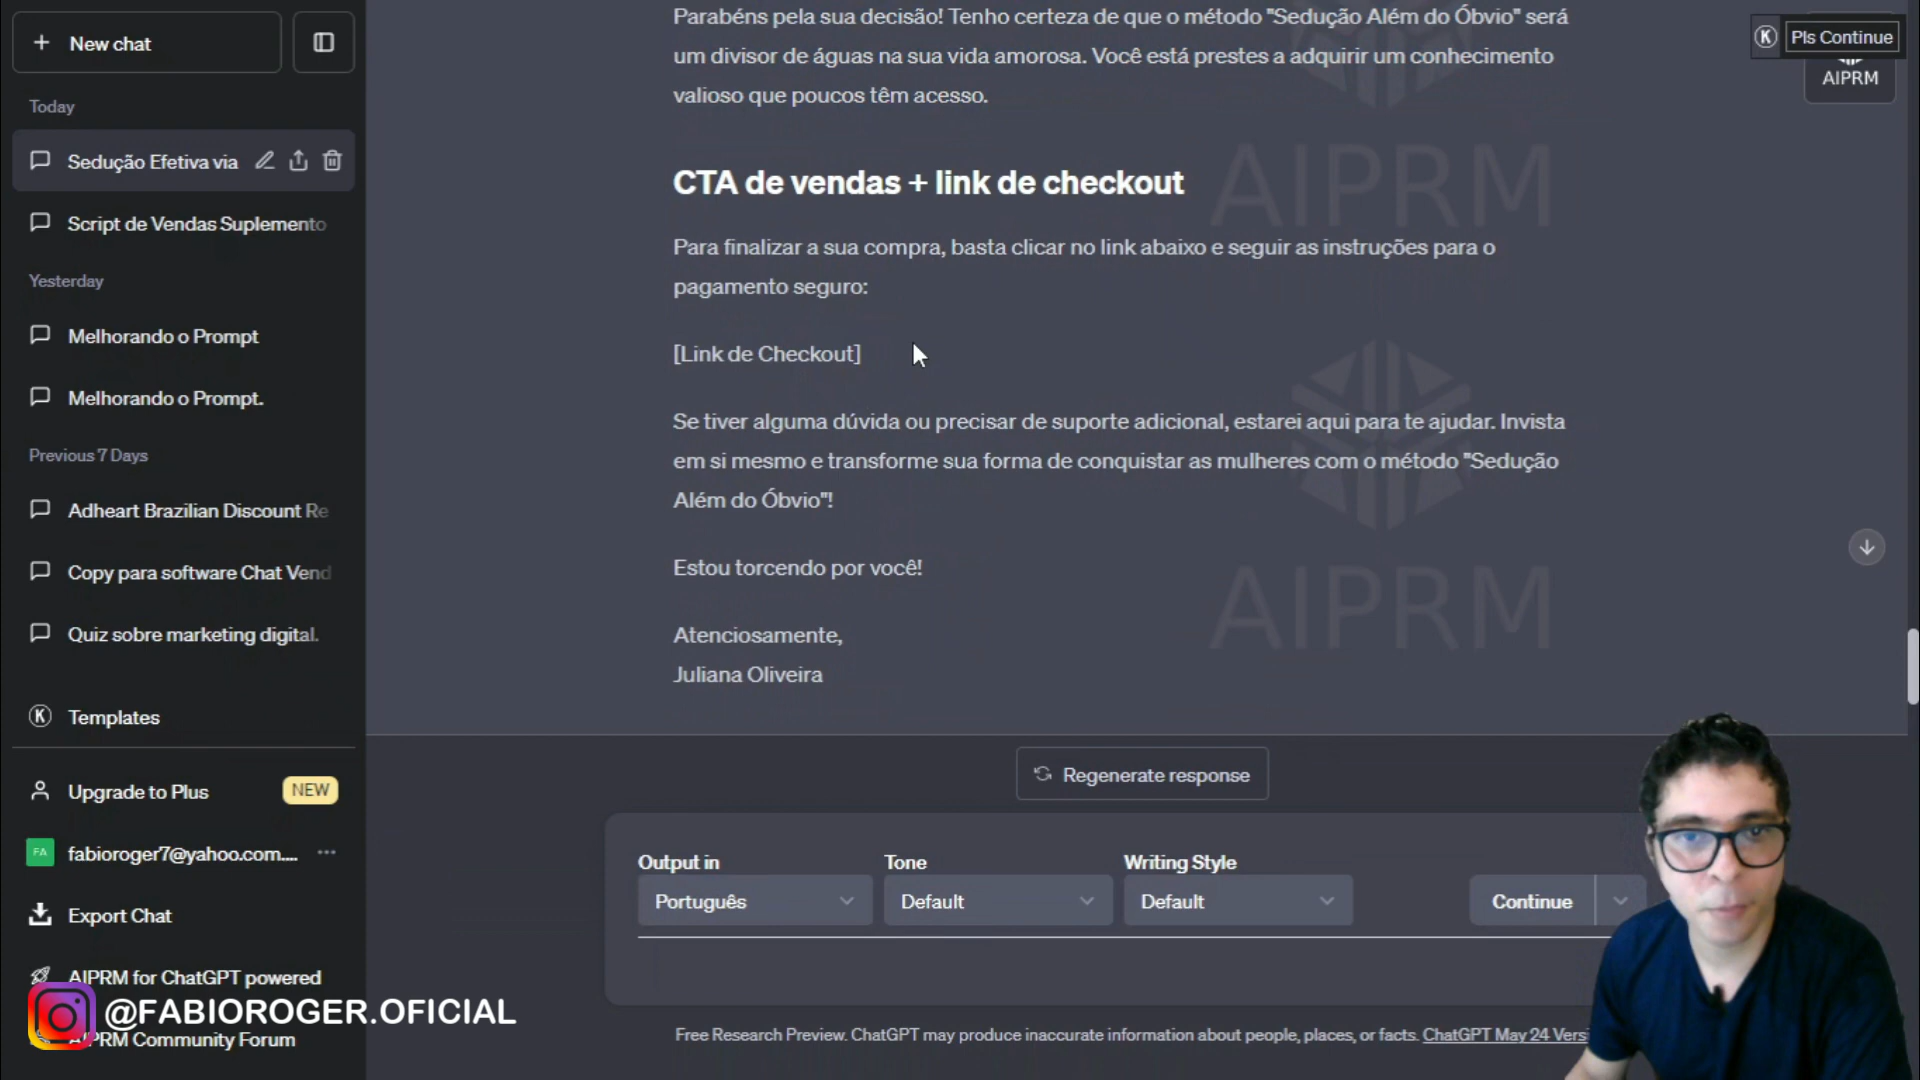 New chat
Today
Sedução Efetiva via
Script de Vendas Suplemento
Yesterday
Melhorando o Prompt
Melhorando o Prompt.
Previous 7 Days
Adheart Brazilian Discount Re
Copy para software Chat Vend
Quiz sobre marketing digital.
K Templates
Upgrade to Plus NEW
FA fabioroger7@yahoo.com....
Export Chat
AIPRM for ChatGPT powered
@FABIOROGER.OFICIAL
AIPRM Community Forum
K Pls Continue
AIPRM
Parabéns pela sua decisão! Tenho certeza de que o método "Sedução Além do Óbvio" será
um divisor de águas na sua vida amorosa. Você está prestes a adquirir um conhecimento
valioso que poucos têm acesso.
AIPRM
CTA de vendas + link de checkout
Para finalizar a sua compra, basta clicar no link abaixo e seguir as instruções para o
pagamento seguro:
[Link de Checkout]
Se tiver alguma dúvida ou precisar de suporte adicional, estarei aqui para te ajudar. Invista
em si mesmo e transforme sua forma de conquistar as mulheres com o método "Sedução
Além do Óbvio"!
Estou torcendo por você!
AIPRM
Atenciosamente,
Juliana Oliveira
Regenerate response
Output in Tone Writing Style
Português Default Default Continue
Free Research Preview. ChatGPT may produce inaccurate information about people, places, or facts. ChatGPT May 24 Versi